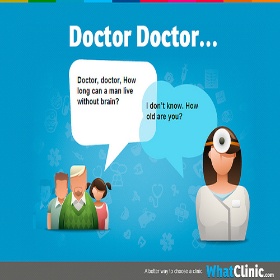 Doctor Doctor...
Doctor, doctor, How
long can a man live
without brain?
I don't know. How
old are you?
A better way to choose a clinic
WhatClinic.com